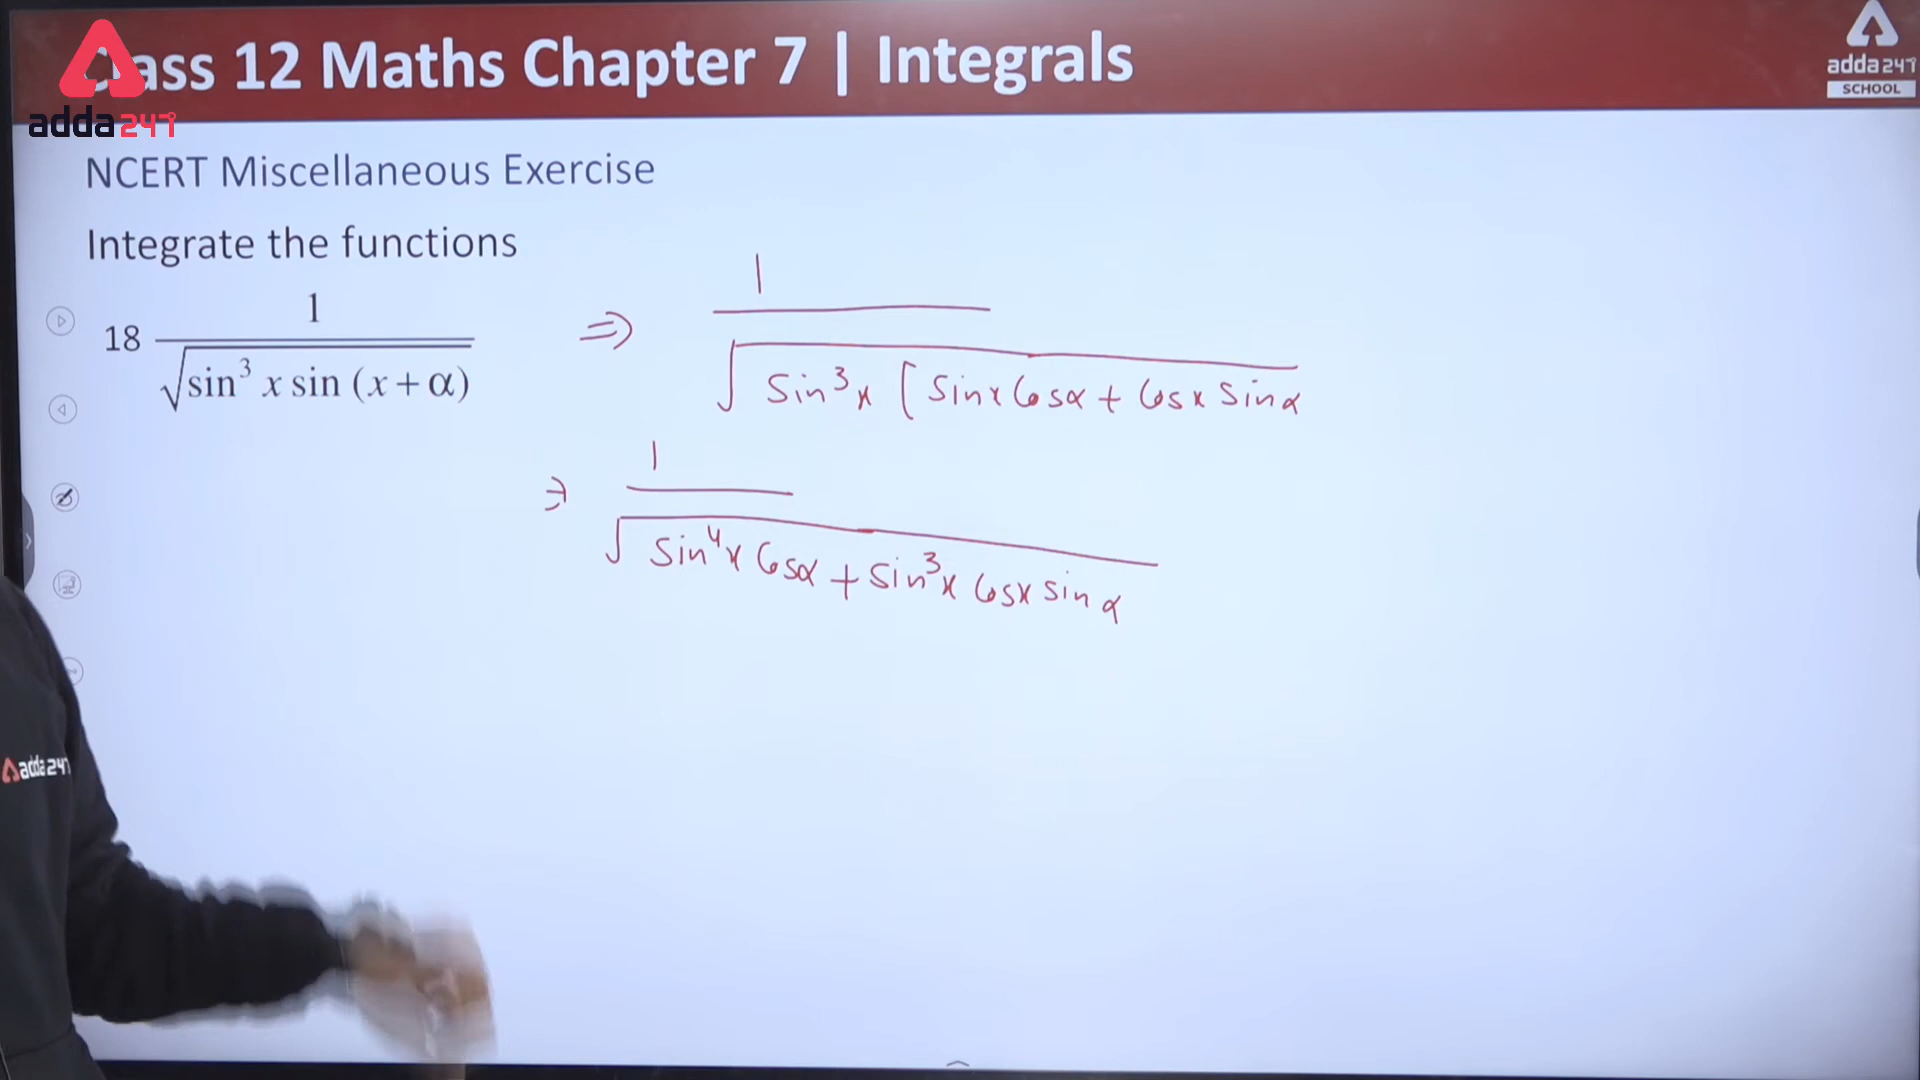 Class 12 Maths Chapter 7 | Integrals
adda247
adda247
SCHOOL
NCERT Miscellaneous Exercise
Integrate the functions
18 1/√(sin³ x sin (x + α)) ⇒ 1/√(Sin³x [Sinx Cosα + Cosx Sinα
⇒ 1/√(Sin⁴x Cosα + Sin³x Cosx Sinα)
adda247